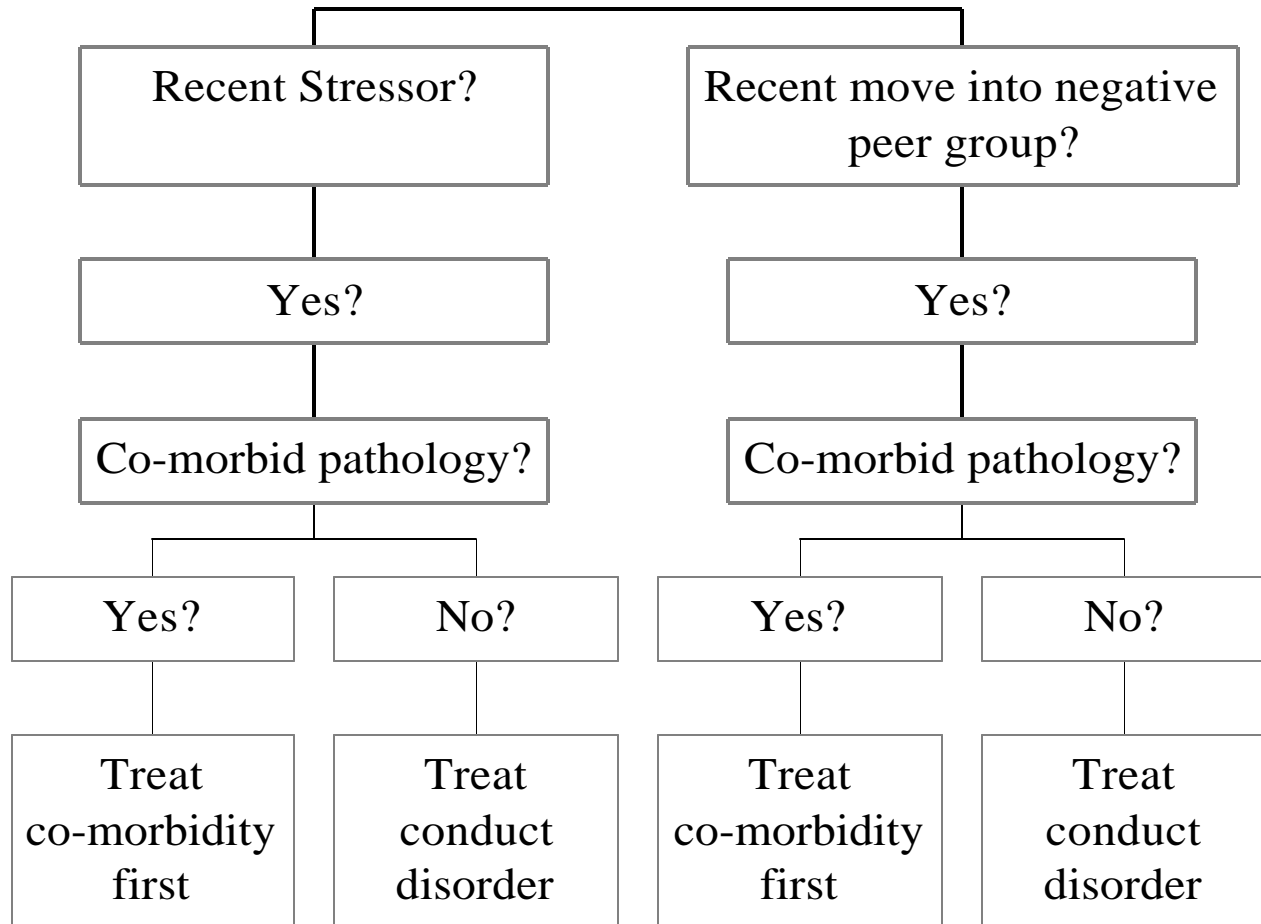 Recent Stressor?
Recent move into negative
peer group?
Yes?
Yes?
Co-morbid pathology?
Co-morbid pathology?
Yes?
No?
Yes?
No?
Treat
co-morbidity
first
Treat
conduct
disorder
Treat
co-morbidity
first
Treat
conduct
disorder